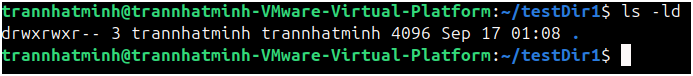 trannhatminh@trannhatminh-VMware-Virtual-Platform:~/testDir1$ ls -ld
drwxrwxr-- 3 trannhatminh trannhatminh 4096 Sep 17 01:08 .
trannhatminh@trannhatminh-VMware-Virtual-Platform:~/testDir1$